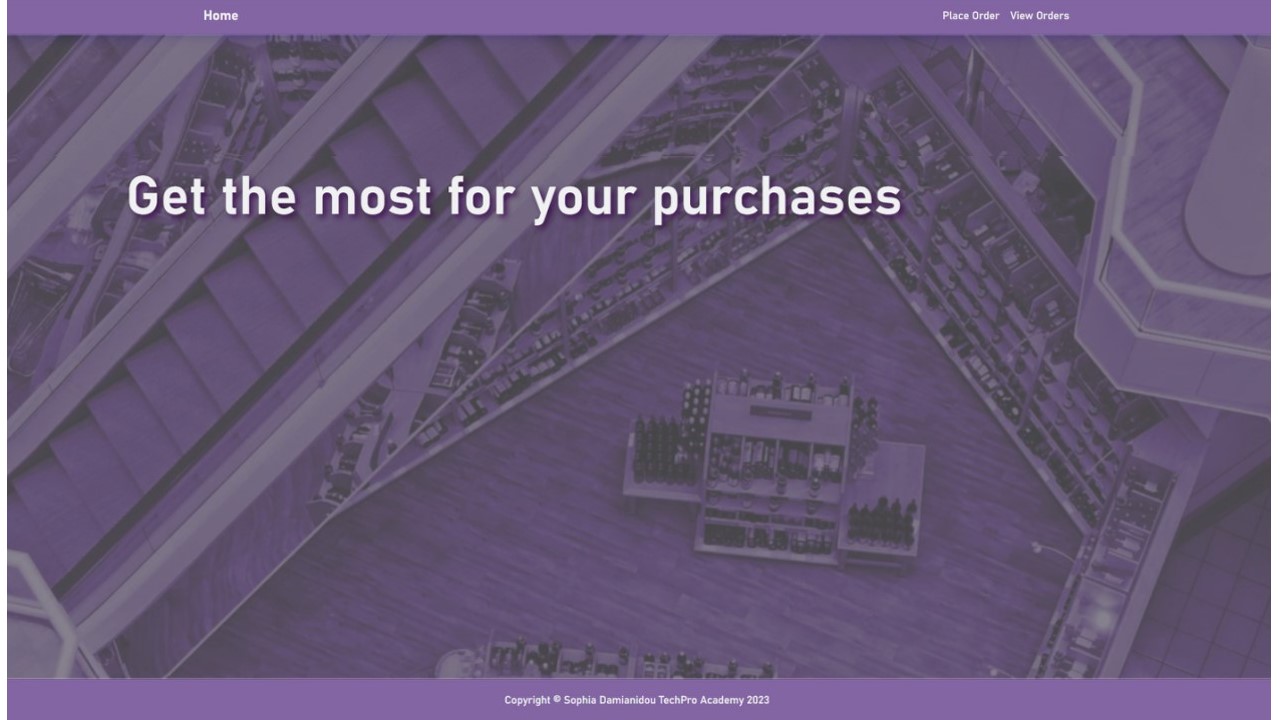 Home
Place Order View Orders
Get the most for your purchases
Copyright © Sophia Damianidou TechPro Academy 2023